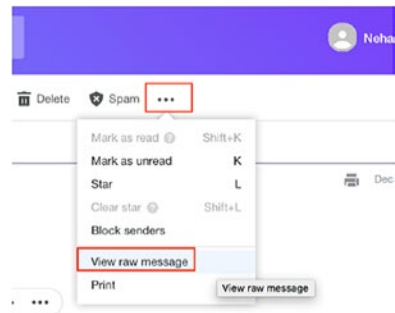 Neha
Delete Spam •••
Mark as read Shift+K
Mark as unread K
Star L
Clear star Shift+L
Dec
Block senders
View raw message
Print
View raw message
•••